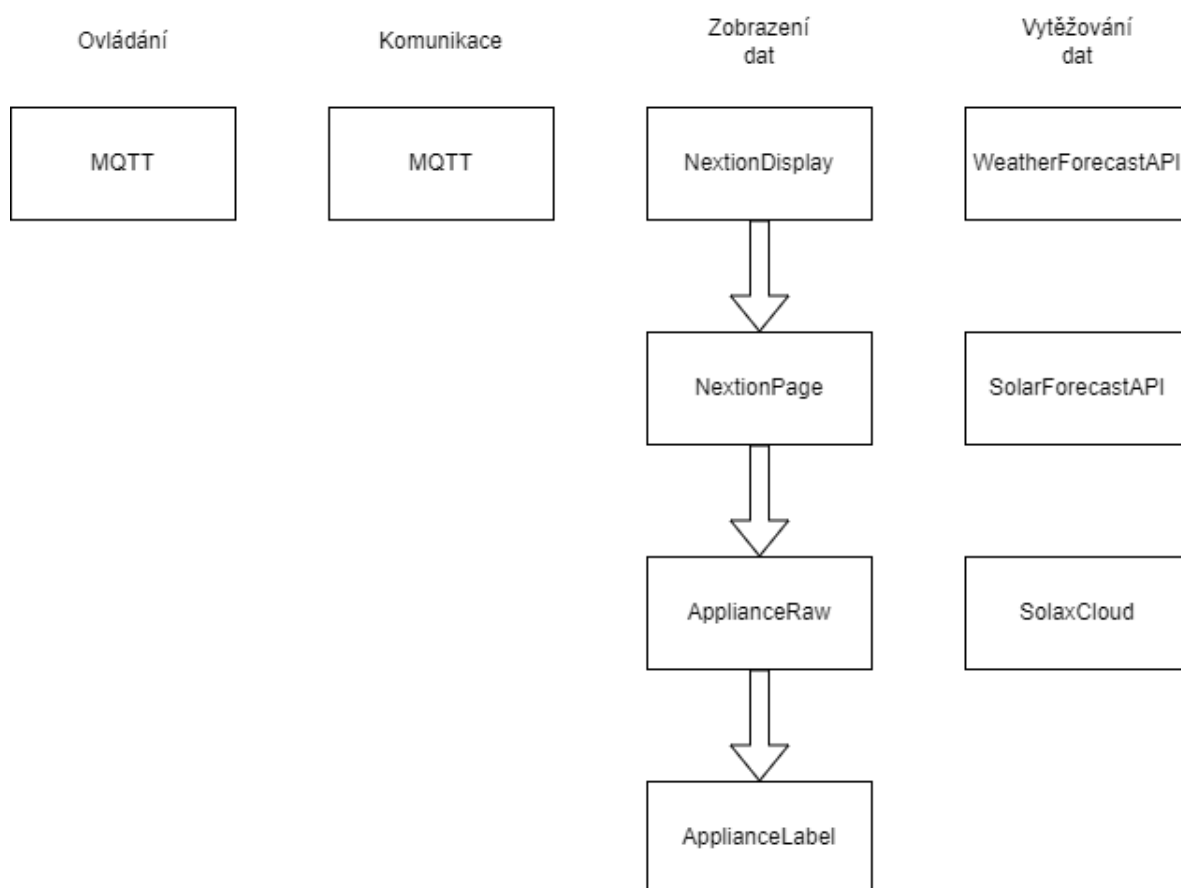 Ovládání
Komunikace
Zobrazení
dat
Vytěžování
dat
MQTT
MQTT
NextionDisplay
WeatherForecastAPI
NextionPage
SolarForecastAPI
ApplianceRaw
SolaxCloud
ApplianceLabel